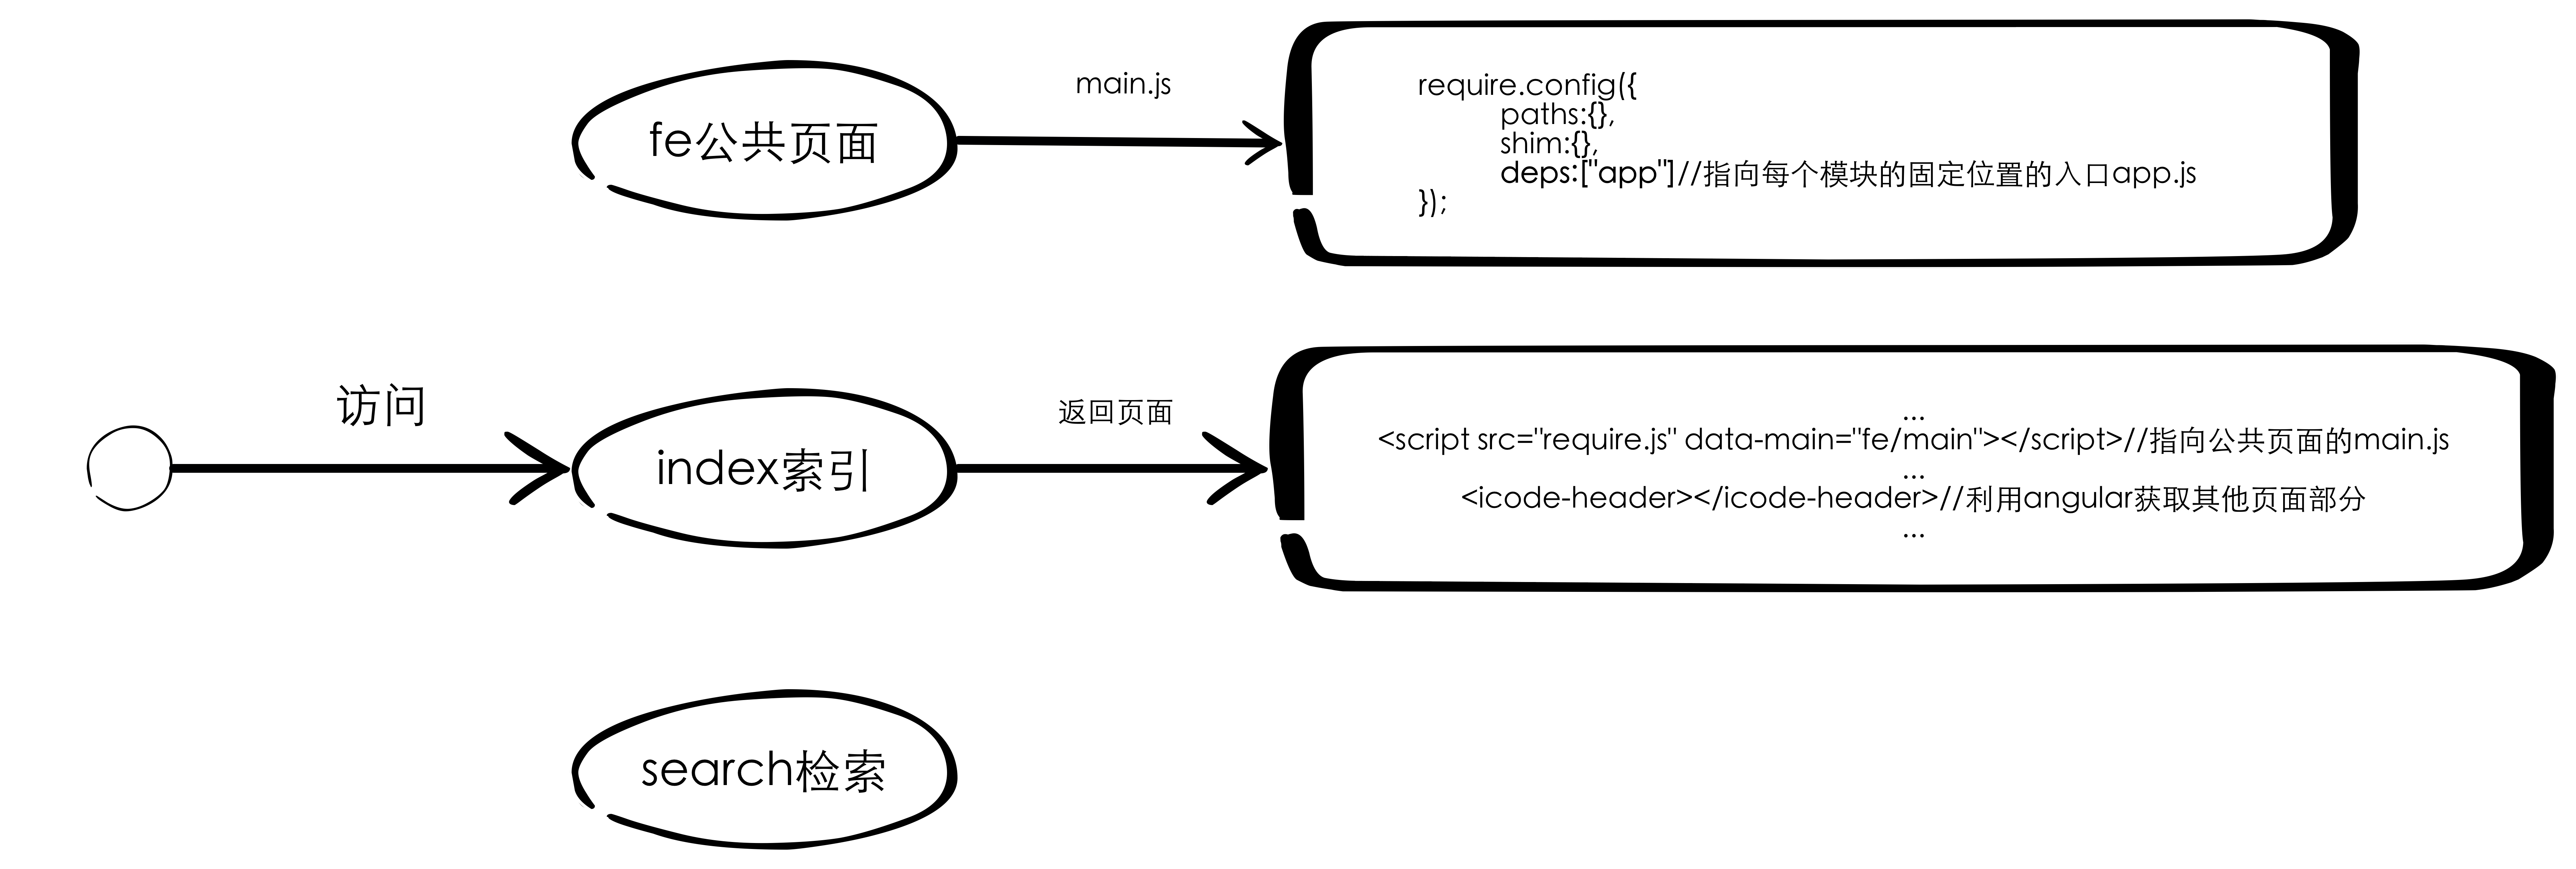 fe公共页面
main.js
require.config({
paths:{},
shim:{},
deps:["app"]//指向每个模块的固定位置的入口app.js
});
访问
index索引
返回页面
...
<script src="require.js" data-main="fe/main"></script>//指向公共页面的main.js
...
<icode-header></icode-header>//利用angular获取其他页面部分
...
search检索